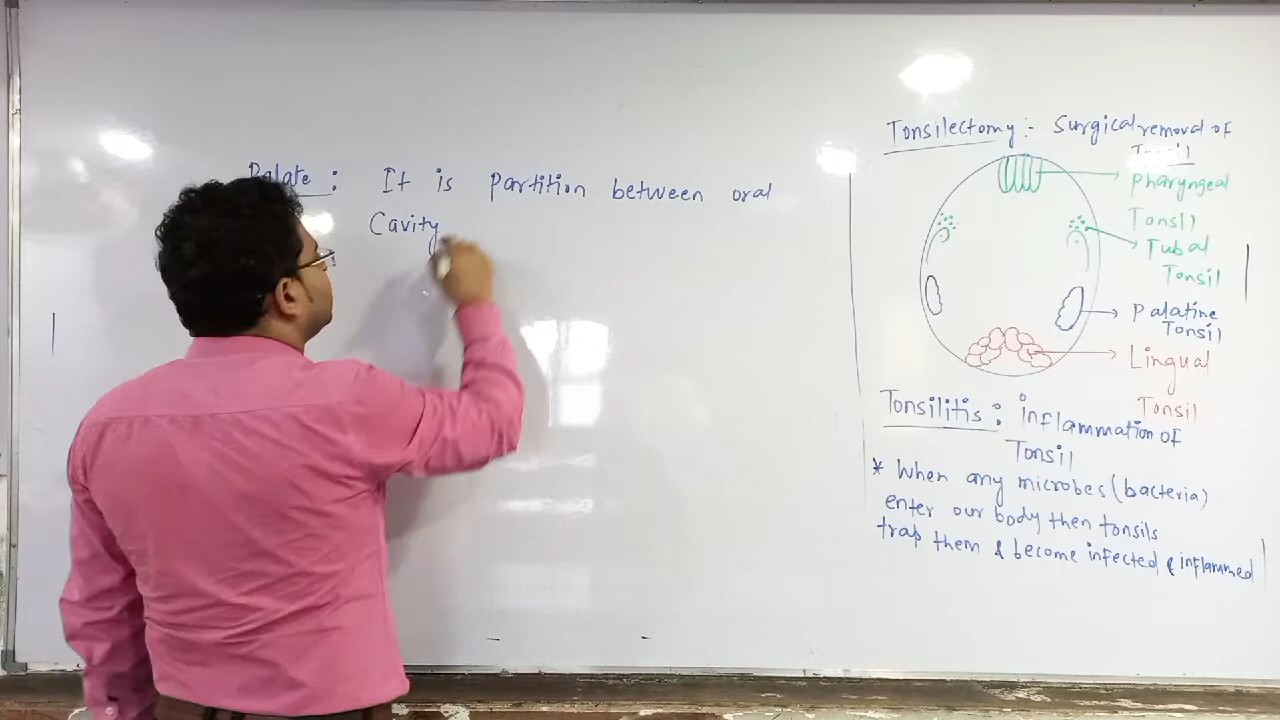 Palate : It is partition between oral
Cavity
Tonsilectomy :- Surgical removal of
Tonsil
Pharyngeal
Tonsil
Tubal
Tonsil
Palatine
Tonsil
Lingual
Tonsil
Tonsilitis : inflammation of
Tonsil
* When any microbes (bacteria)
enter our body then tonsils
trap them & become infected & inflammed